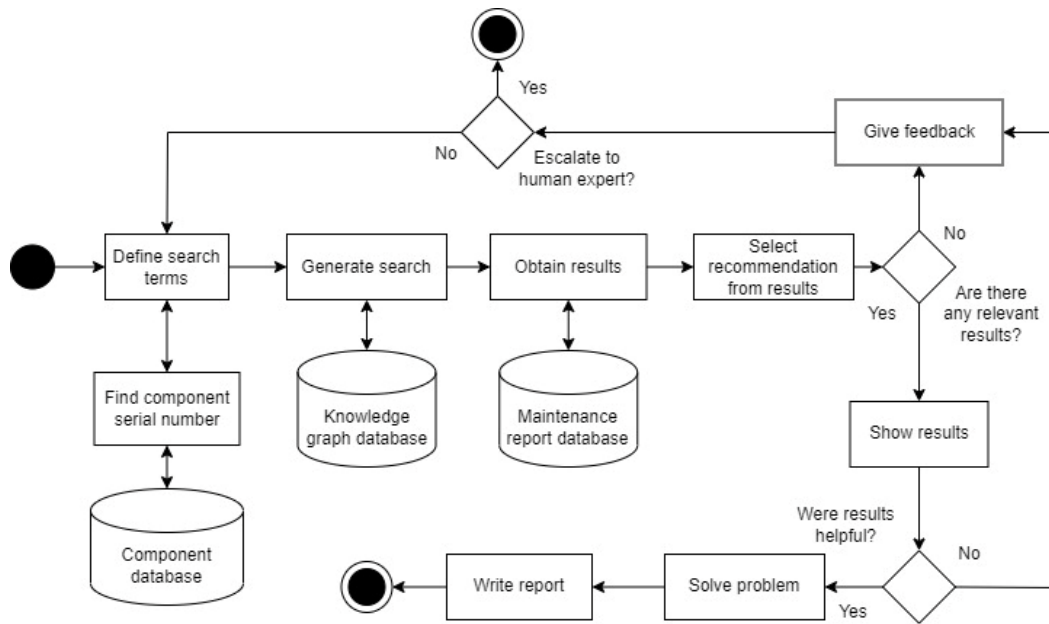 Yes
No
Escalate to
human expert?
Give feedback
No
Define search
terms
Generate search
Obtain results
Select
recommendation
from results
Yes
Are there
any relevant
results?
Find component
serial number
Knowledge
graph database
Maintenance
report database
Show results
Component
database
Were results
helpful?
No
Write report
Solve problem
Yes